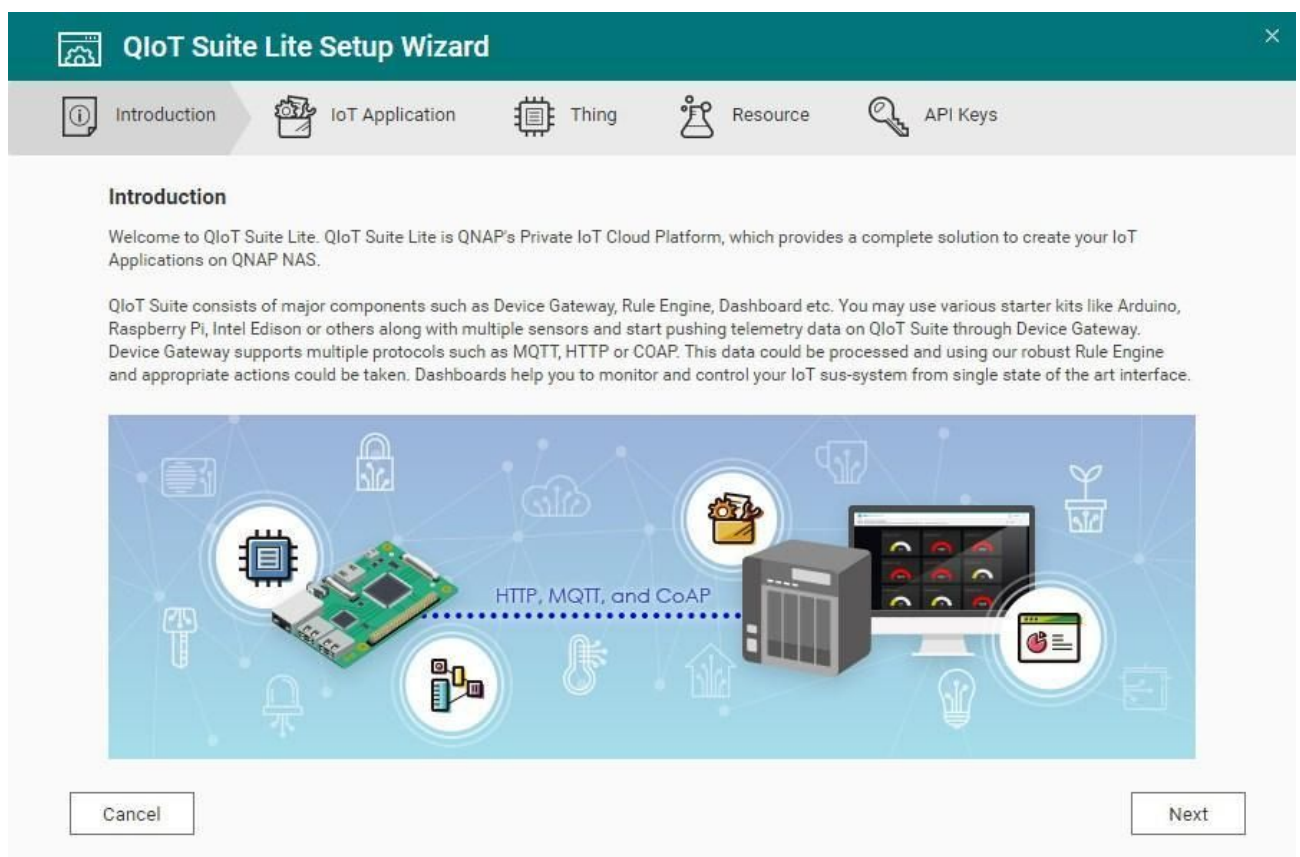 QIoT Suite Lite Setup Wizard
Introduction
IoT Application
Thing
Resource
API Keys
Introduction
Welcome to QIoT Suite Lite. QIoT Suite Lite is QNAP's Private IoT Cloud Platform, which provides a complete solution to create your IoT
Applications on QNAP NAS.
QIoT Suite consists of major components such as Device Gateway, Rule Engine, Dashboard etc. You may use various starter kits like Arduino,
Raspberry Pi, Intel Edison or others along with multiple sensors and start pushing telemetry data on QIoT Suite through Device Gateway.
Device Gateway supports multiple protocols such as MQTT, HTTP or COAP. This data could be processed and using our robust Rule Engine
and appropriate actions could be taken. Dashboards help you to monitor and control your IoT sus-system from single state of the art interface.
HTTP, MQTT, and CoAP
Cancel
Next